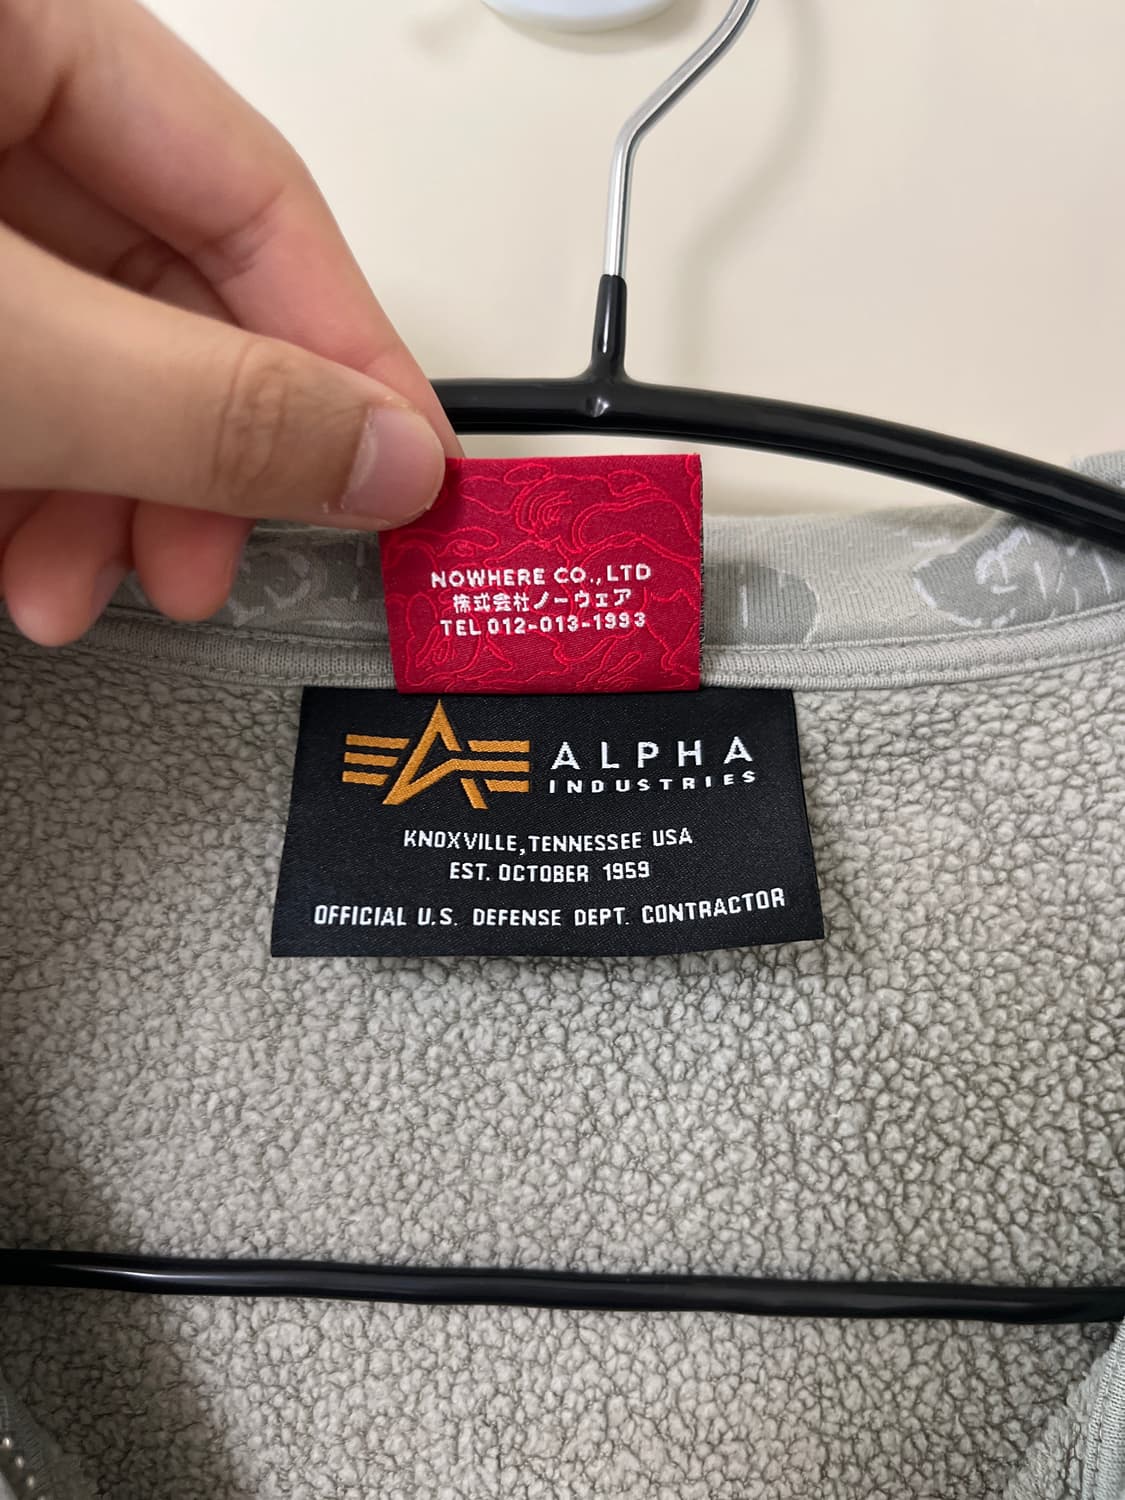 NOWHERE CO.,LTD
株式会社ノーウェア
TEL 012-013-1993
ALPHA
INDUSTRIES
KNOXVILLE, TENNESSEE USA
EST. OCTOBER 1959
OFFICIAL U.S. DEFENSE DEPT. CONTRACTOR